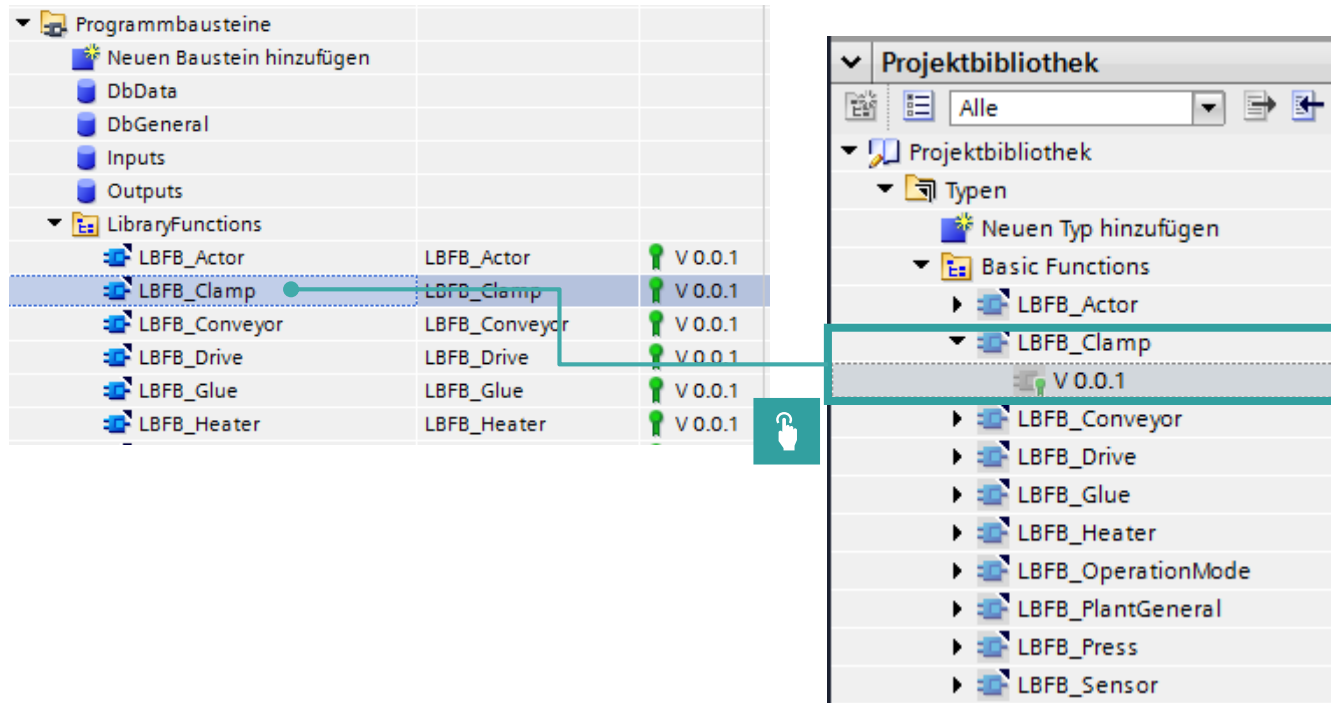 Programmbausteine
Neuen Baustein hinzufügen
DbData
DbGeneral
Inputs
Outputs
LibraryFunctions
LBFB_Actor LBFB_Actor V 0.0.1
LBFB_Clamp LBFB_Clamp V 0.0.1
LBFB_Conveyor LBFB_Conveyor V 0.0.1
LBFB_Drive LBFB_Drive V 0.0.1
LBFB_Glue LBFB_Glue V 0.0.1
LBFB_Heater LBFB_Heater V 0.0.1
Projektbibliothek
Alle
Projektbibliothek
Typen
Neuen Typ hinzufügen
Basic Functions
LBFB_Actor
LBFB_Clamp
V 0.0.1
LBFB_Conveyor
LBFB_Drive
LBFB_Glue
LBFB_Heater
LBFB_OperationMode
LBFB_PlantGeneral
LBFB_Press
LBFB_Sensor